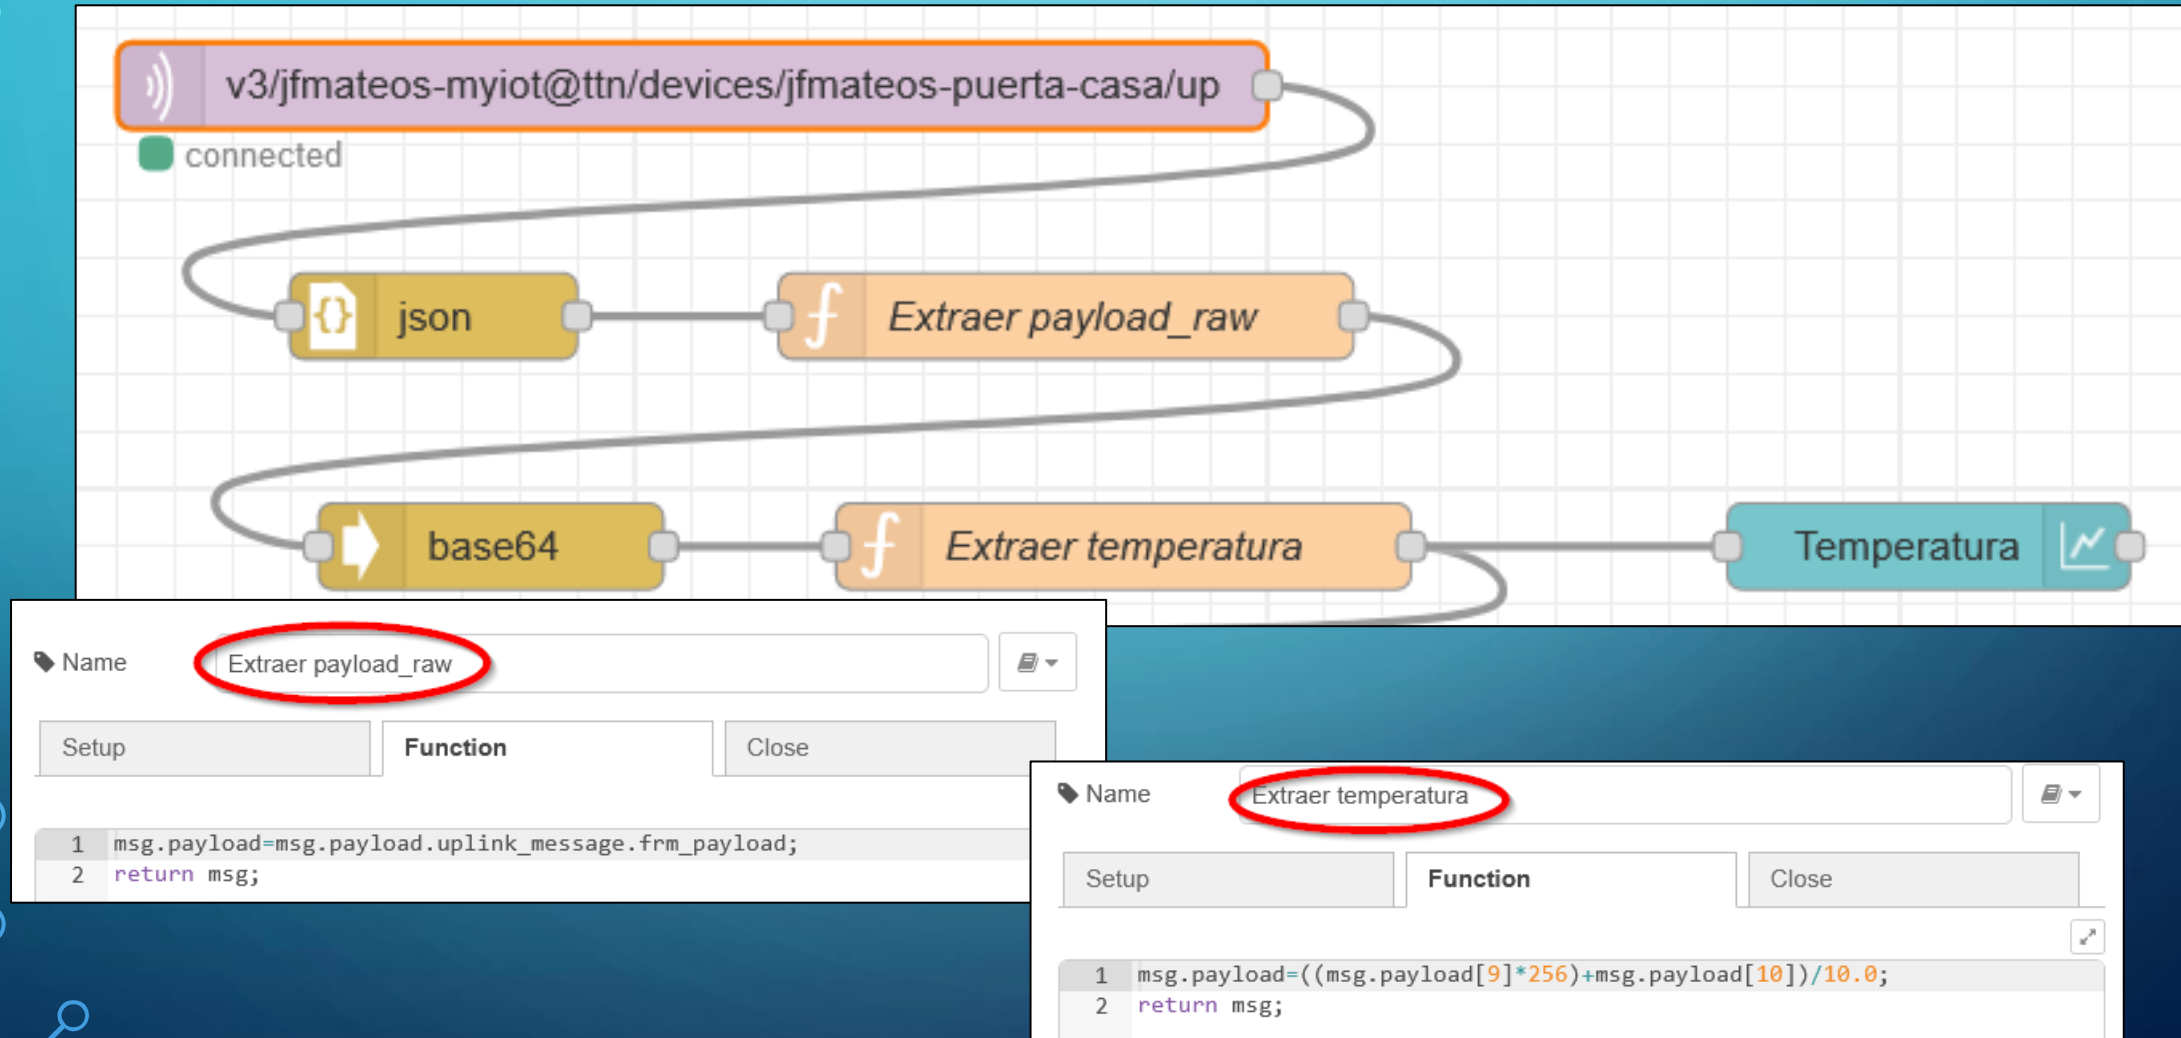 v3/jfmateos-myiot@ttn/devices/jfmateos-puerta-casa/up
connected
json
Extraer payload_raw
base64
Extraer temperatura
Temperatura
Name
Extraer payload_raw
Setup
Function
Close
1 msg.payload=msg.payload.uplink_message.frm_payload;
2 return msg;
Name
Extraer temperatura
Setup
Function
Close
1 msg.payload=((msg.payload[9]*256)+msg.payload[10])/10.0;
2 return msg;